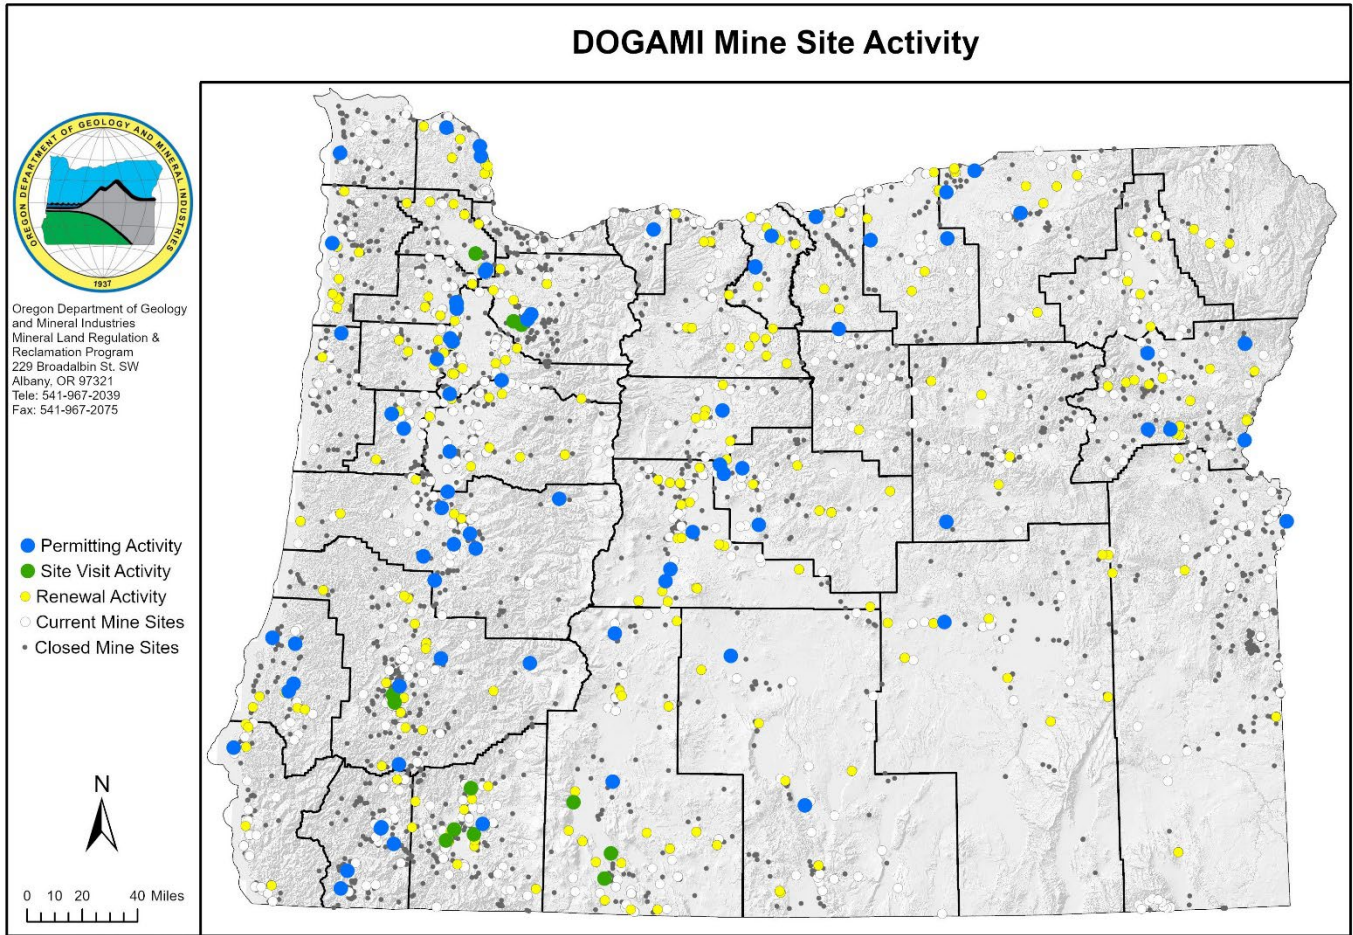 DOGAMI Mine Site Activity
OREGON DEPARTMENT OF GEOLOGY AND MINERAL INDUSTRIES
1937
Oregon Department of Geology
and Mineral Industries
Mineral Land Regulation &
Reclamation Program
229 Broadalbin St. SW
Albany, OR 97321
Tele: 541-967-2039
Fax: 541-967-2075
Permitting Activity
Site Visit Activity
Renewal Activity
Current Mine Sites
Closed Mine Sites
N
0 10 20 40 Miles